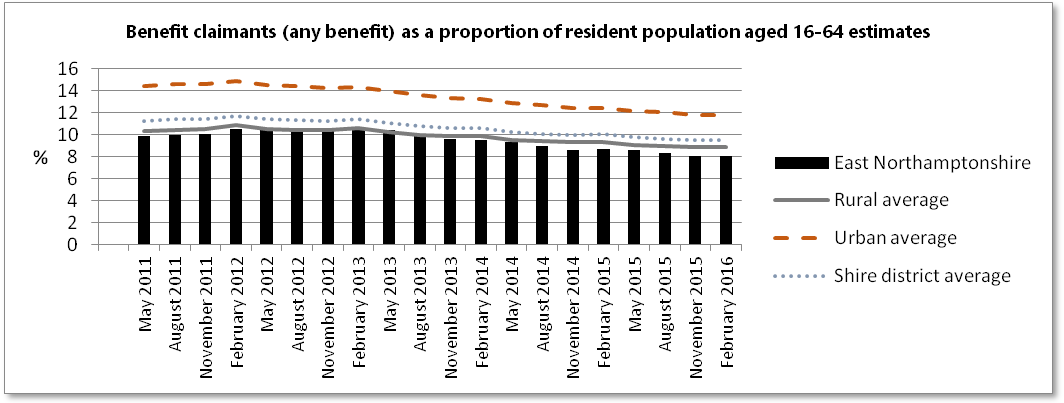 Benefit claimants (any benefit) as a proportion of resident population aged 16-64 estimates
16
14
12
10
8
6
4
2
0
%
May 2011
August 2011
November 2011
February 2012
May 2012
August 2012
November 2012
February 2013
May 2013
August 2013
November 2013
February 2014
May 2014
August 2014
November 2014
February 2015
May 2015
August 2015
November 2015
February 2016
East Northamptonshire
Rural average
Urban average
Shire district average